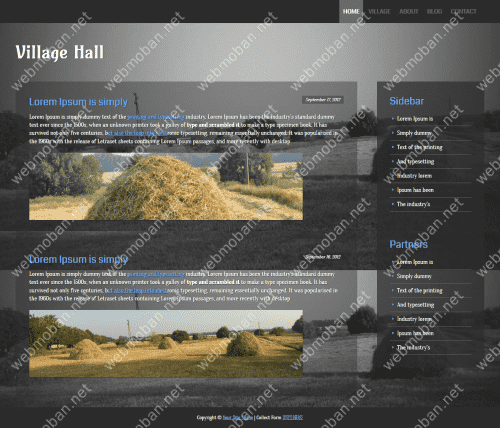 HOME VILLAGE ABOUT BLOG CONTACT
Village Hall
Lorem Ipsum is simply
September 17, 2012
Lorem Ipsum is simply dummy text of the printing and typesetting industry. Lorem Ipsum has been the industry's standard dummy
text ever since the 1500s, when an unknown printer took a galley of type and scrambled it to make a type specimen book. It has
survived not only five centuries, but also the leap into electronic typesetting, remaining essentially unchanged. It was popularised in
the 1960s with the release of Letraset sheets containing Lorem Ipsum passages, and more recently with desktop
Lorem Ipsum is simply
September 16, 2012
Lorem Ipsum is simply dummy text of the printing and typesetting industry. Lorem Ipsum has been the industry's standard dummy
text ever since the 1500s, when an unknown printer took a galley of type and scrambled it to make a type specimen book. It has
survived not only five centuries, but also the leap into electronic typesetting, remaining essentially unchanged. It was popularised in
the 1960s with the release of Letraset sheets containing Lorem Ipsum passages, and more recently with desktop
Sidebar
Lorem Ipsum is
Simply dummy
Text of the printing
And typesetting
Industry lorem
Ipsum has been
The industry's
Partners
Lorem Ipsum is
Simply dummy
Text of the printing
And typesetting
Industry lorem
Ipsum has been
The industry's
Copyright © Your Site Name | Collect Form
webmoban.net